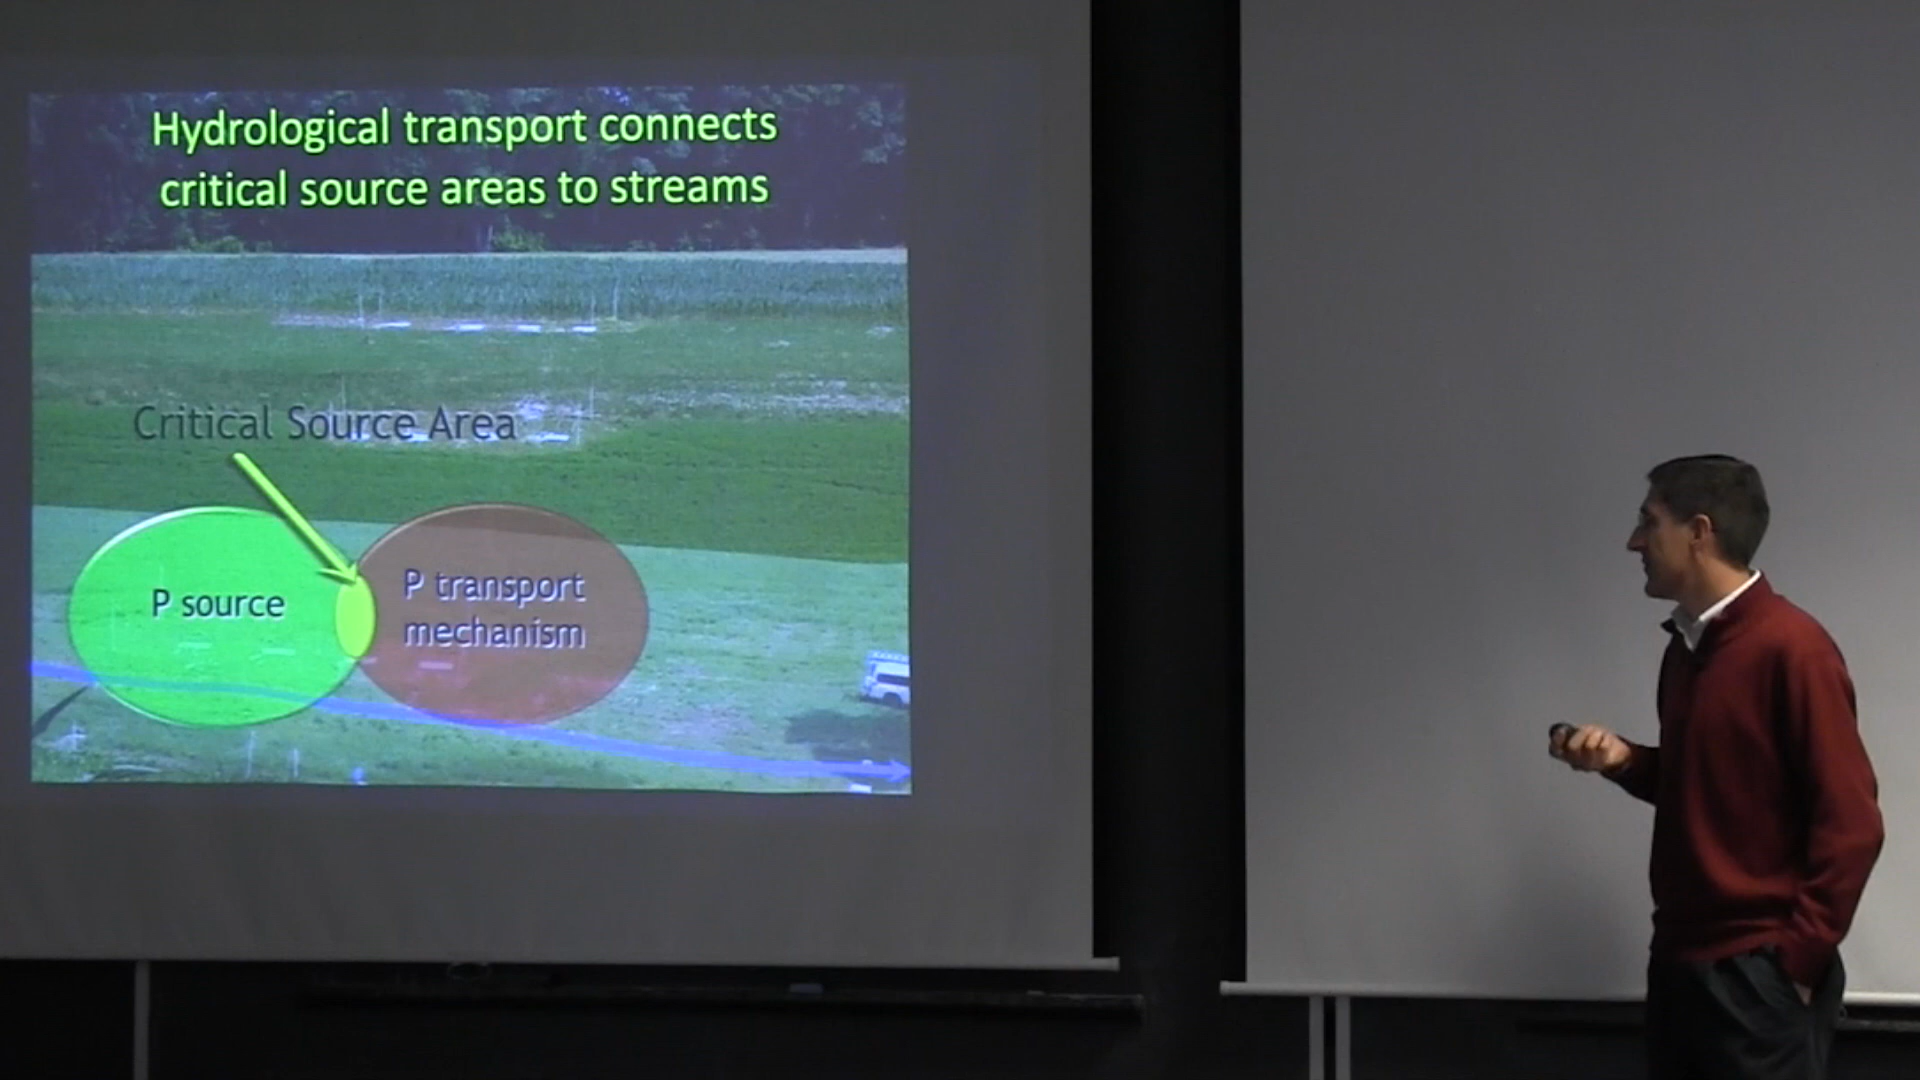 Hydrological transport connects
critical source areas to streams
Critical Source Area
P source
P transport
mechanism